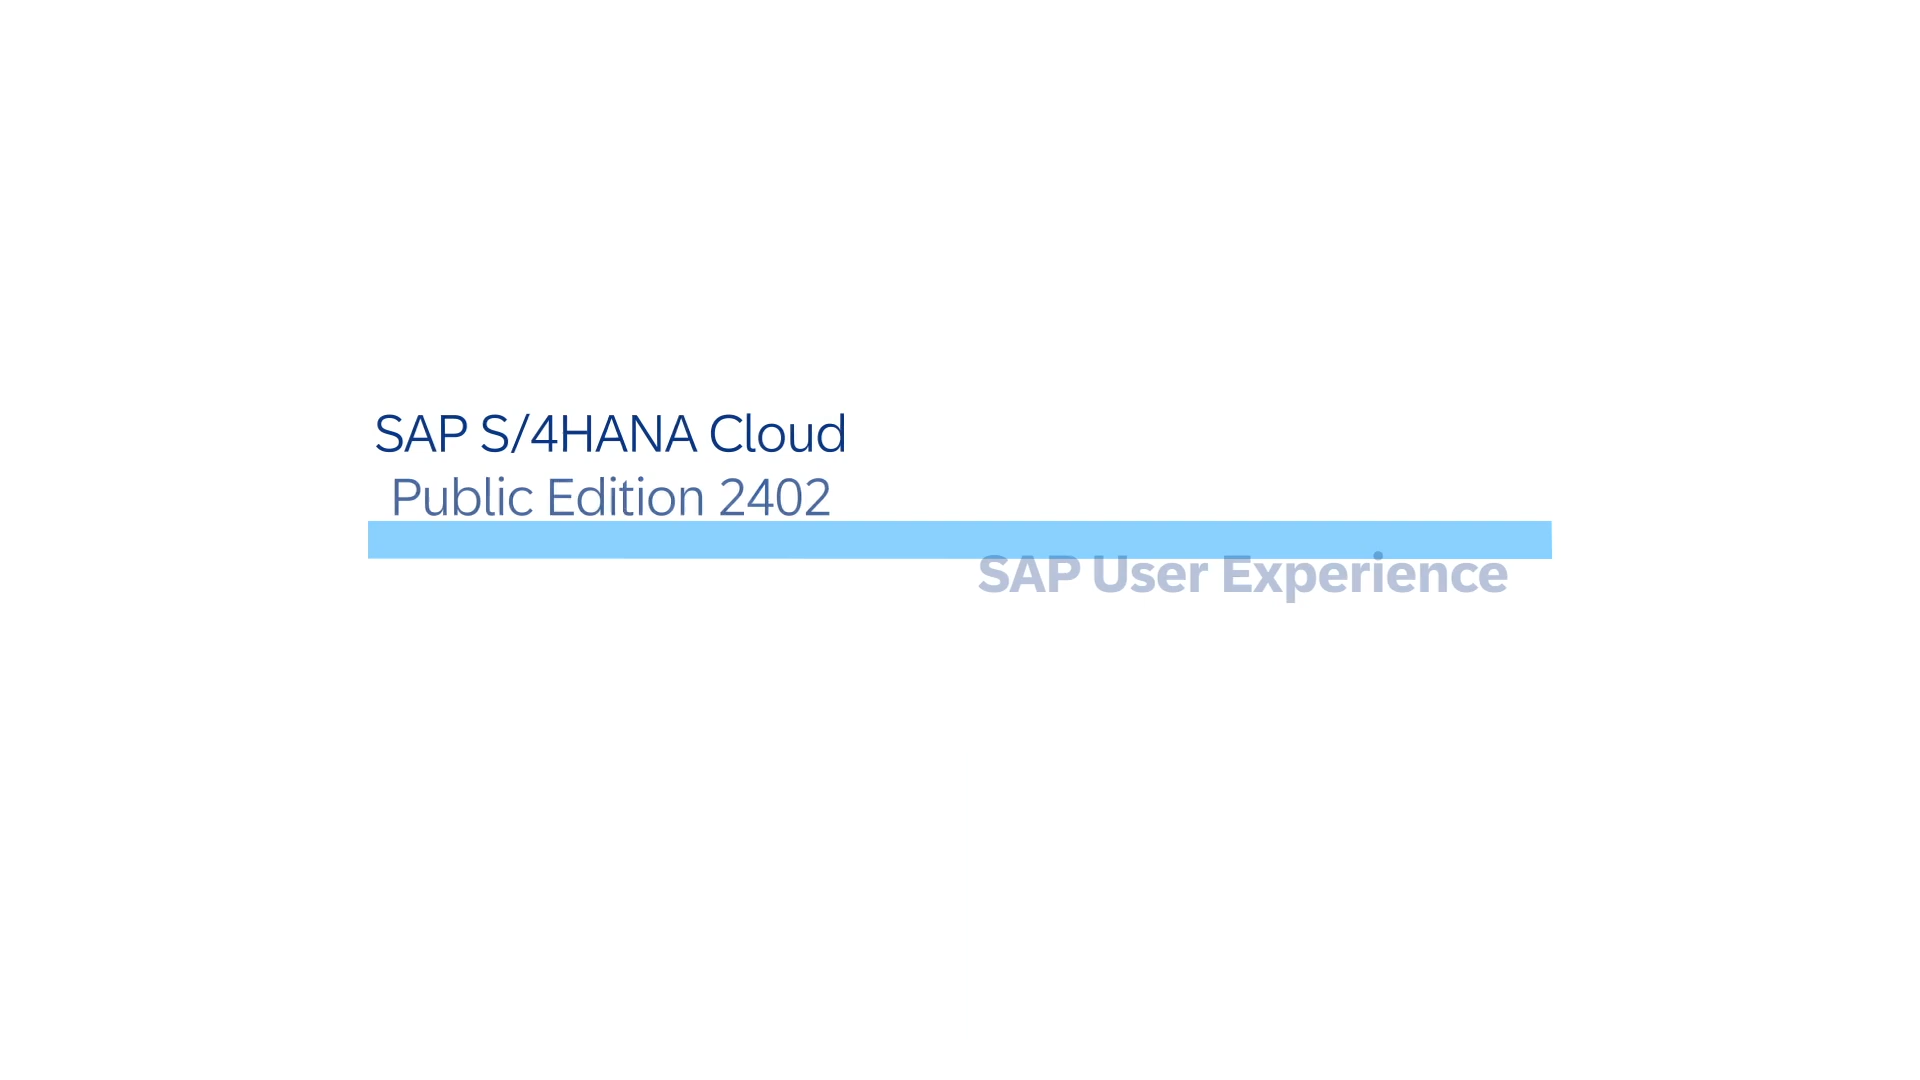 SAP S/4HANA Cloud
Public Edition 2402
SAP User Experience